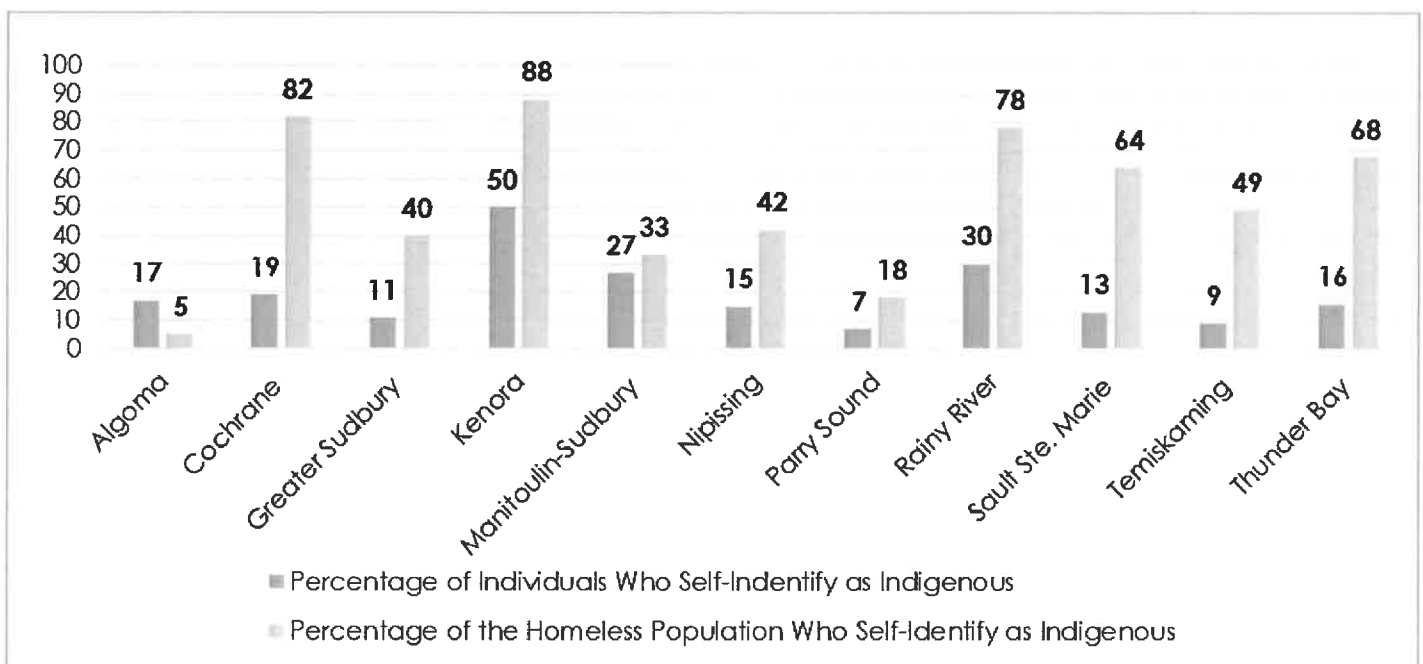 100
90
80
70
60
50
40
30
20
10
0
17 5
19 82
11 40
50 88
27 33
15 42
7 18
30 78
13 64
9 49
16 68
Algoma
Cochrane
Greater Sudbury
Kenora
Manitoulin-Sudbury
Nipissing
Parry Sound
Rainy River
Sault Ste. Marie
Temiskaming
Thunder Bay
Percentage of Individuals Who Self-Indentify as Indigenous
Percentage of the Homeless Population Who Self-Identify as Indigenous